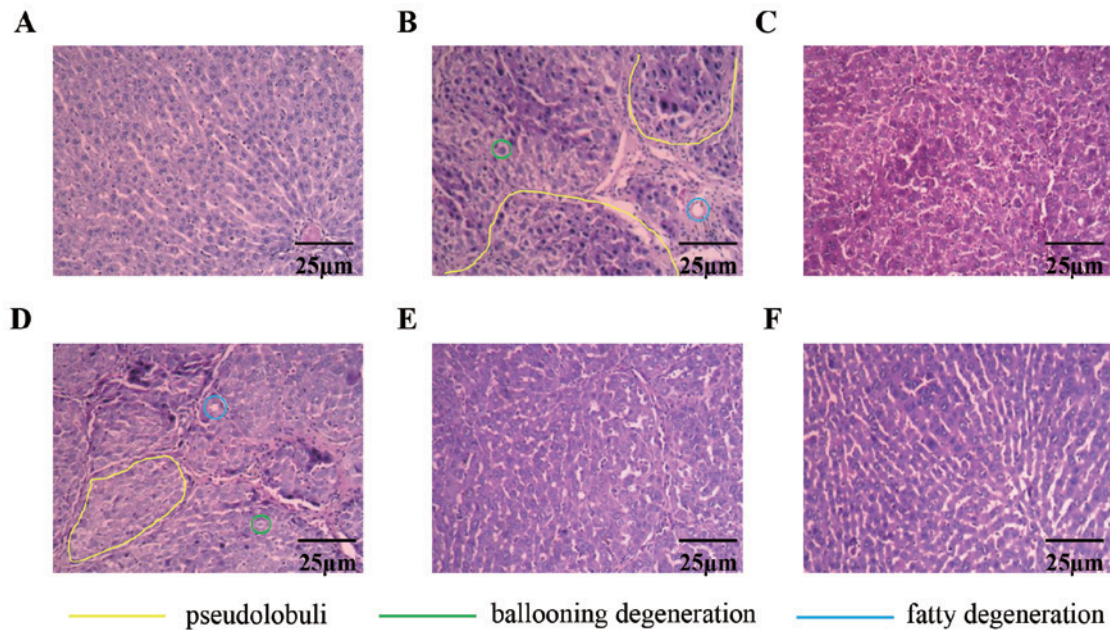 A
B
C
25μm
25μm
25μm
D
E
F
25μm
25μm
25μm
pseudolobuli
ballooning degeneration
fatty degeneration